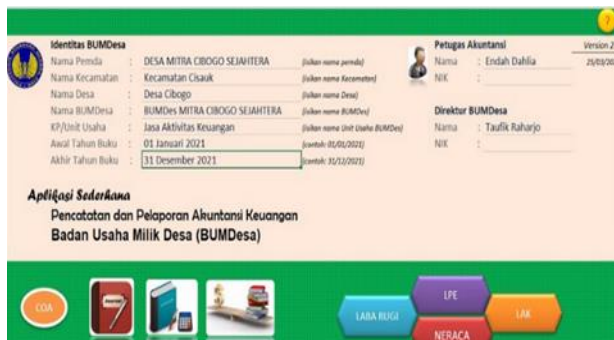 ?
Identitas BUMDesa
Nama Pemda : DESA MITRA CIBOGO SEJAHTERA (isikan nama pemda)
Nama Kecamatan : Kecamatan Cisauk (isikan nama Kecamatan)
Nama Desa : Desa Cibogo (isikan nama Desa)
Nama BUMDesa : BUMDes MITRA CIBOGO SEJAHTERA (isikan nama BUMDes)
KP/Unit Usaha : Jasa Aktivitas Keuangan (isikan nama Unit Usaha BUMDes)
Awal Tahun Buku : 01 Januari 2021 (contoh: 01/01/2021)
Akhir Tahun Buku : 31 Desember 2021 (contoh: 31/12/2021)
Petugas Akuntansi
Nama : Endah Dahlia
NIK :
Direktur BUMDesa
Nama : Taufik Raharjo
NIK :
Version 2
25/03/20
Aplikasi Sederhana
Pencatatan dan Pelaporan Akuntansi Keuangan
Badan Usaha Milik Desa (BUMDesa)
COA
LABA RUGI
LPE
NERACA
LAK